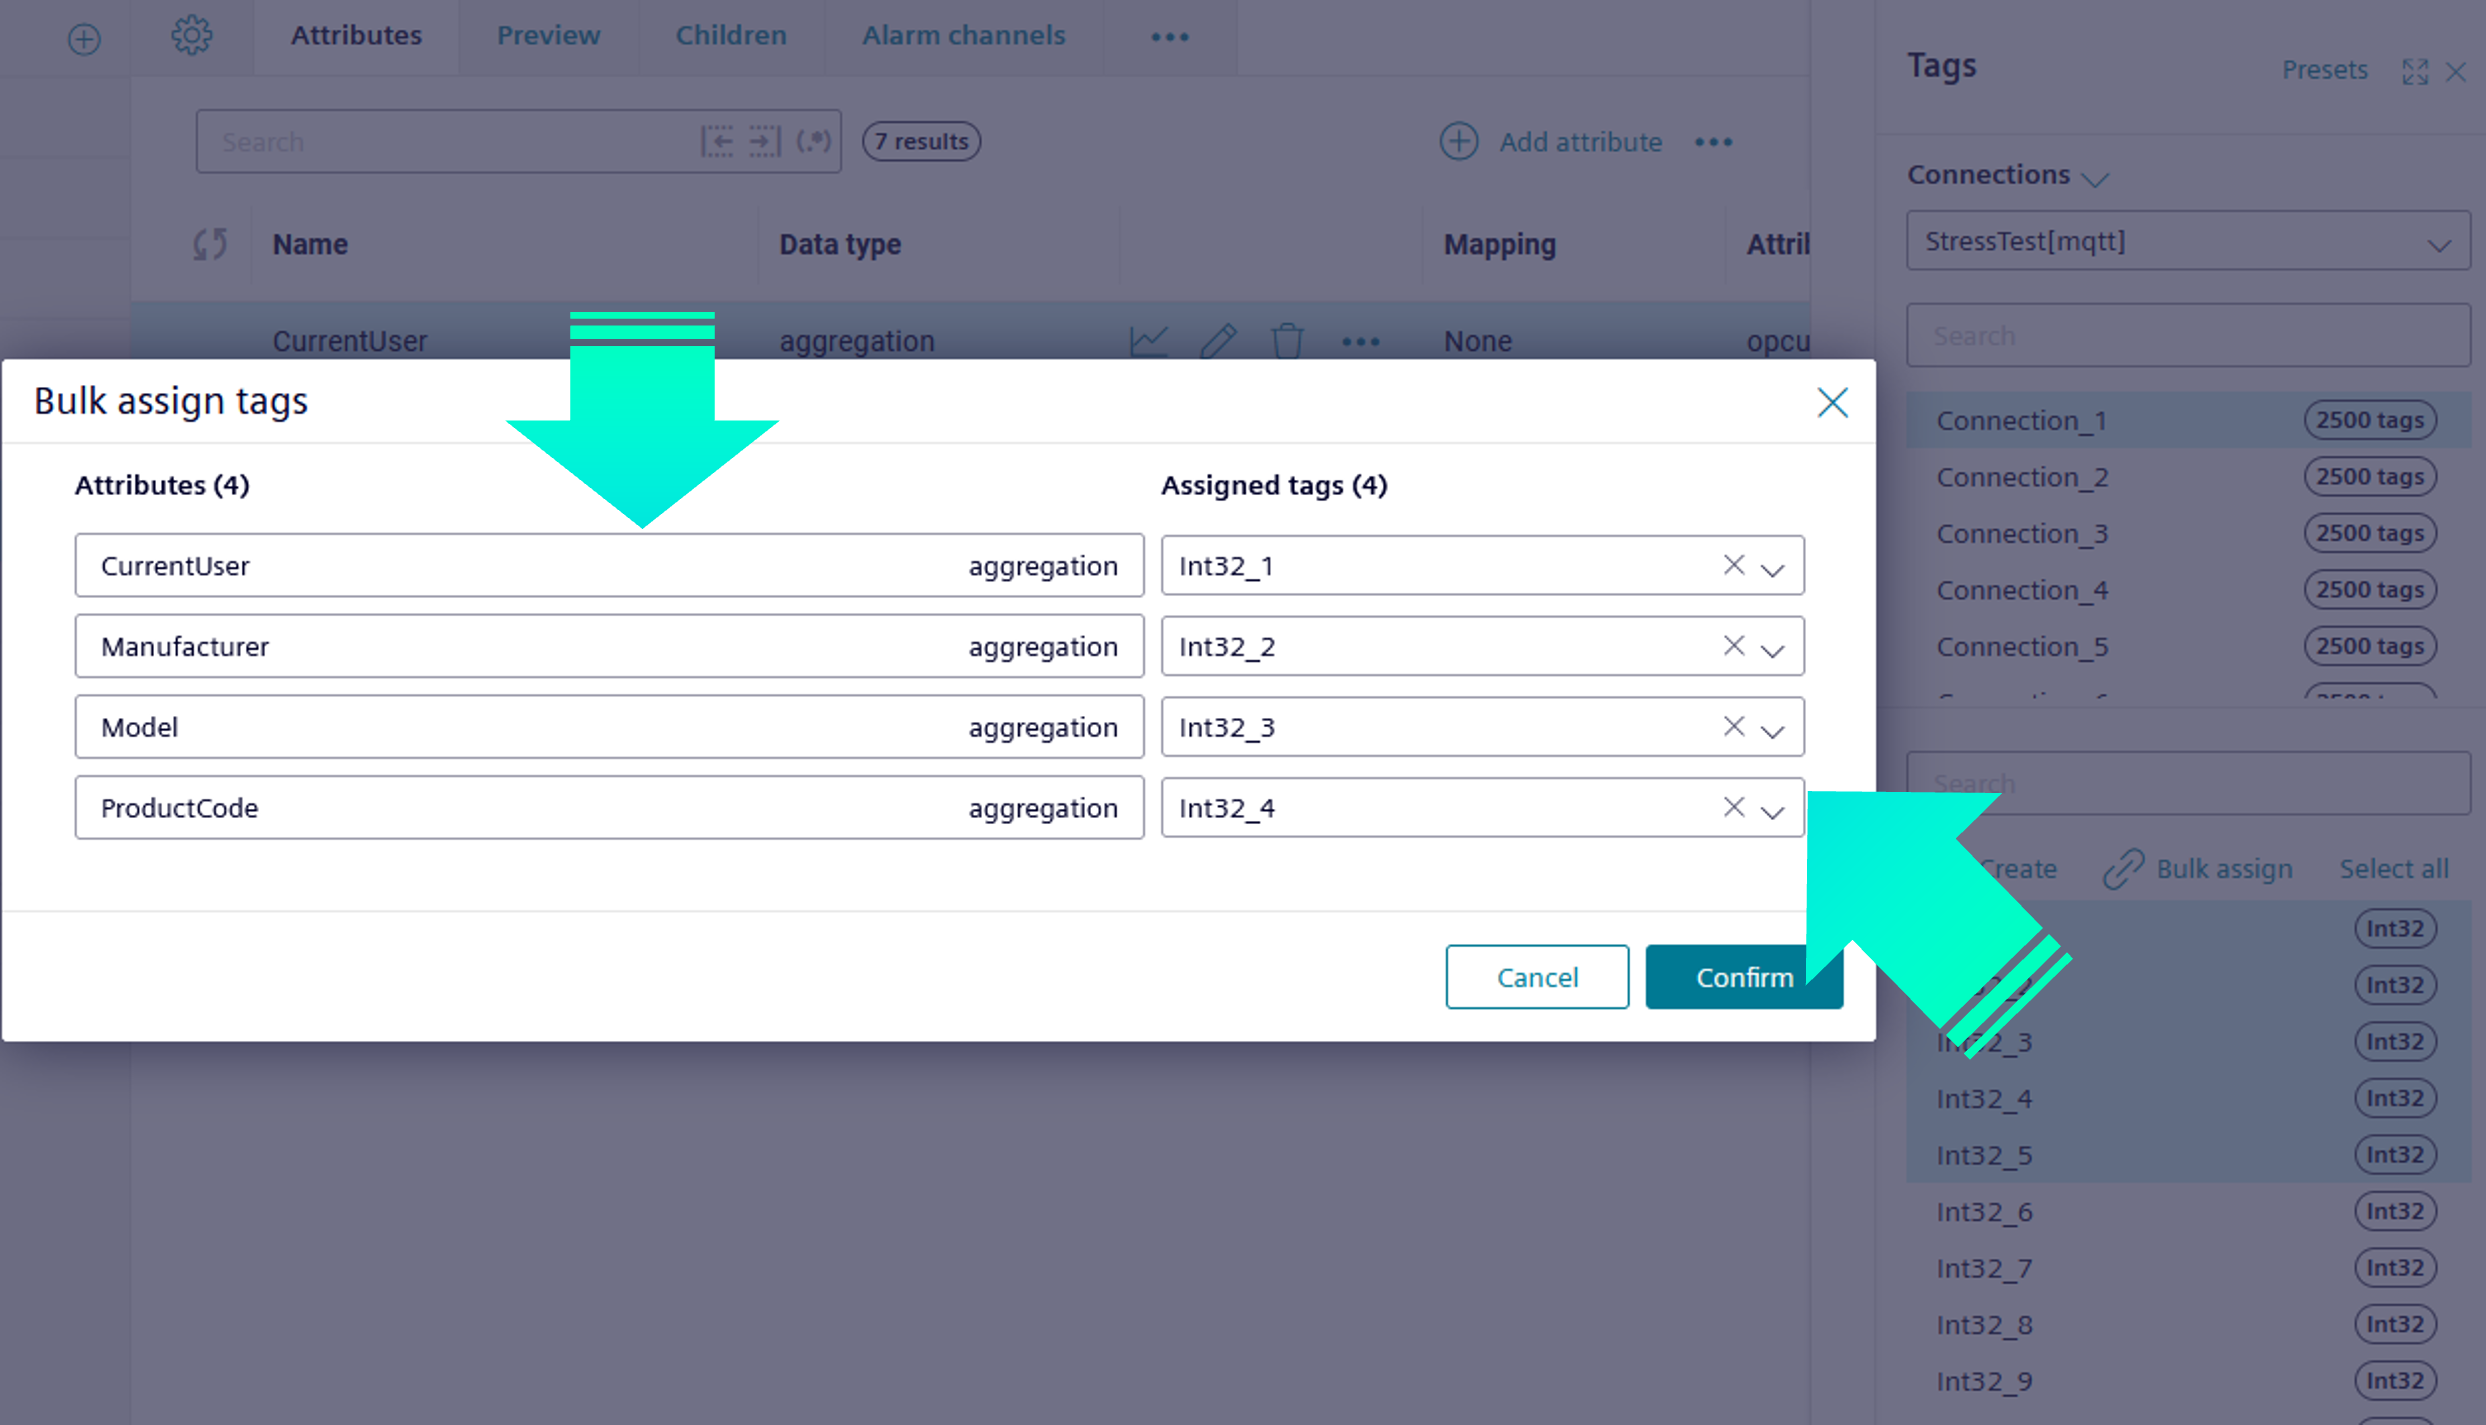 Attributes
Preview
Children
Alarm channels
Tags
Presets
Search
(.*)
7 results
Add attribute
Connections
Name
Data type
Mapping
Attril
StressTest[mqtt]
CurrentUser
aggregation
None
opcu
Search
Bulk assign tags
Attributes (4)
Assigned tags (4)
CurrentUser
aggregation
Int32_1
Manufacturer
aggregation
Int32_2
Model
aggregation
Int32_3
ProductCode
aggregation
Int32_4
Cancel
Confirm
Connection_1
2500 tags
Connection_2
2500 tags
Connection_3
2500 tags
Connection_4
2500 tags
Connection_5
2500 tags
Search
Create
Bulk assign
Select all
Int32
Int32
Int32_3
Int32
Int32_4
Int32
Int32_5
Int32
Int32_6
Int32
Int32_7
Int32
Int32_8
Int32
Int32_9
Int32